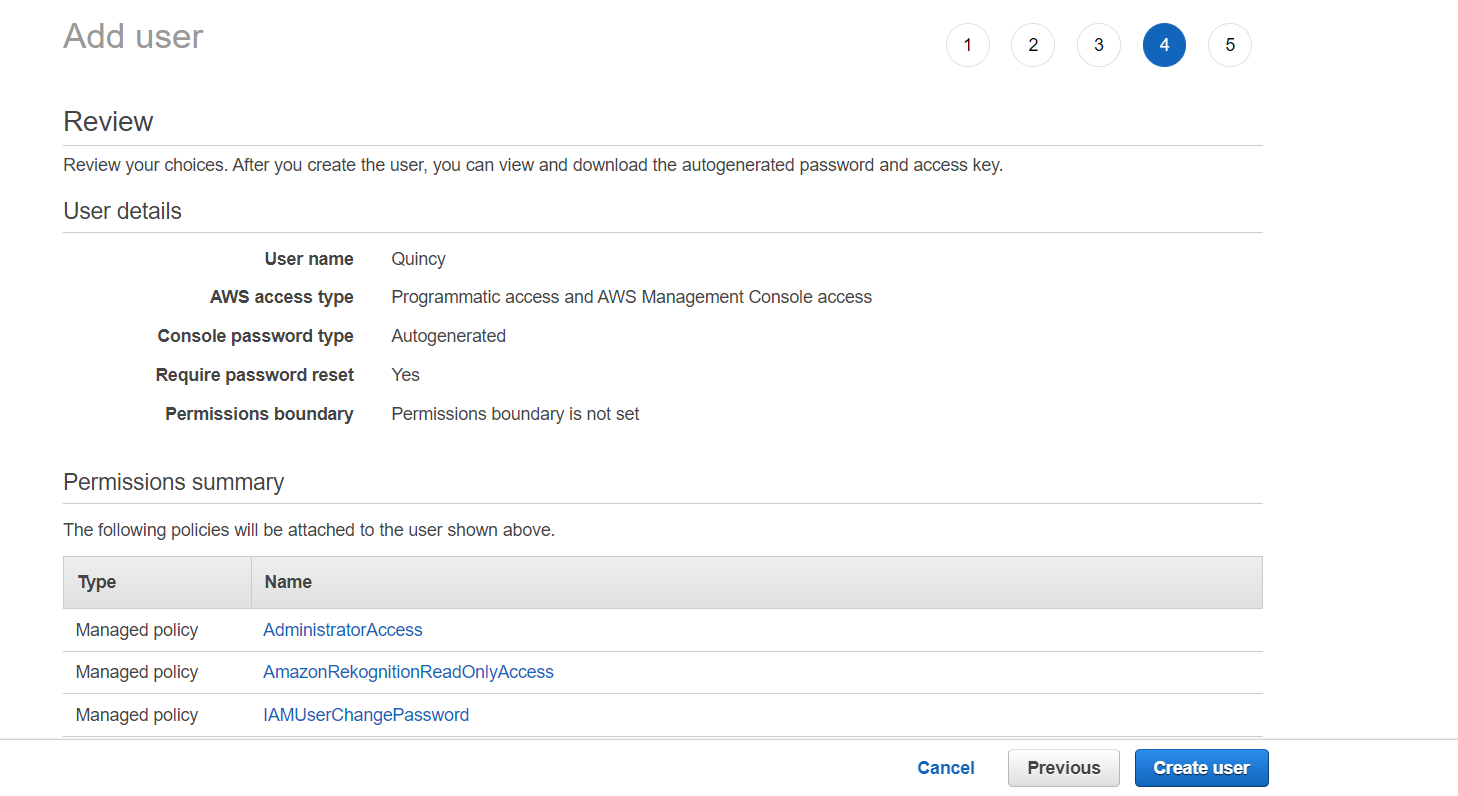 Add user
1 2 3 4 5
Review
Review your choices. After you create the user, you can view and download the autogenerated password and access key.
User details
User name Quincy
AWS access type Programmatic access and AWS Management Console access
Console password type Autogenerated
Require password reset Yes
Permissions boundary Permissions boundary is not set
Permissions summary
The following policies will be attached to the user shown above.
Type Name
Managed policy AdministratorAccess
Managed policy AmazonRekognitionReadOnlyAccess
Managed policy IAMUserChangePassword
Cancel Previous Create user